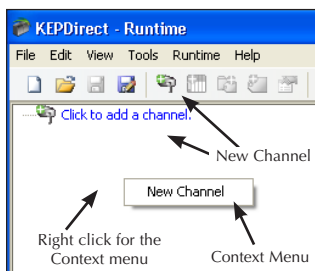 KEPDirect - Runtime
File Edit View Tools Runtime Help
Click to add a channel.
New Channel
New Channel
Right click for the
Context menu
Context Menu